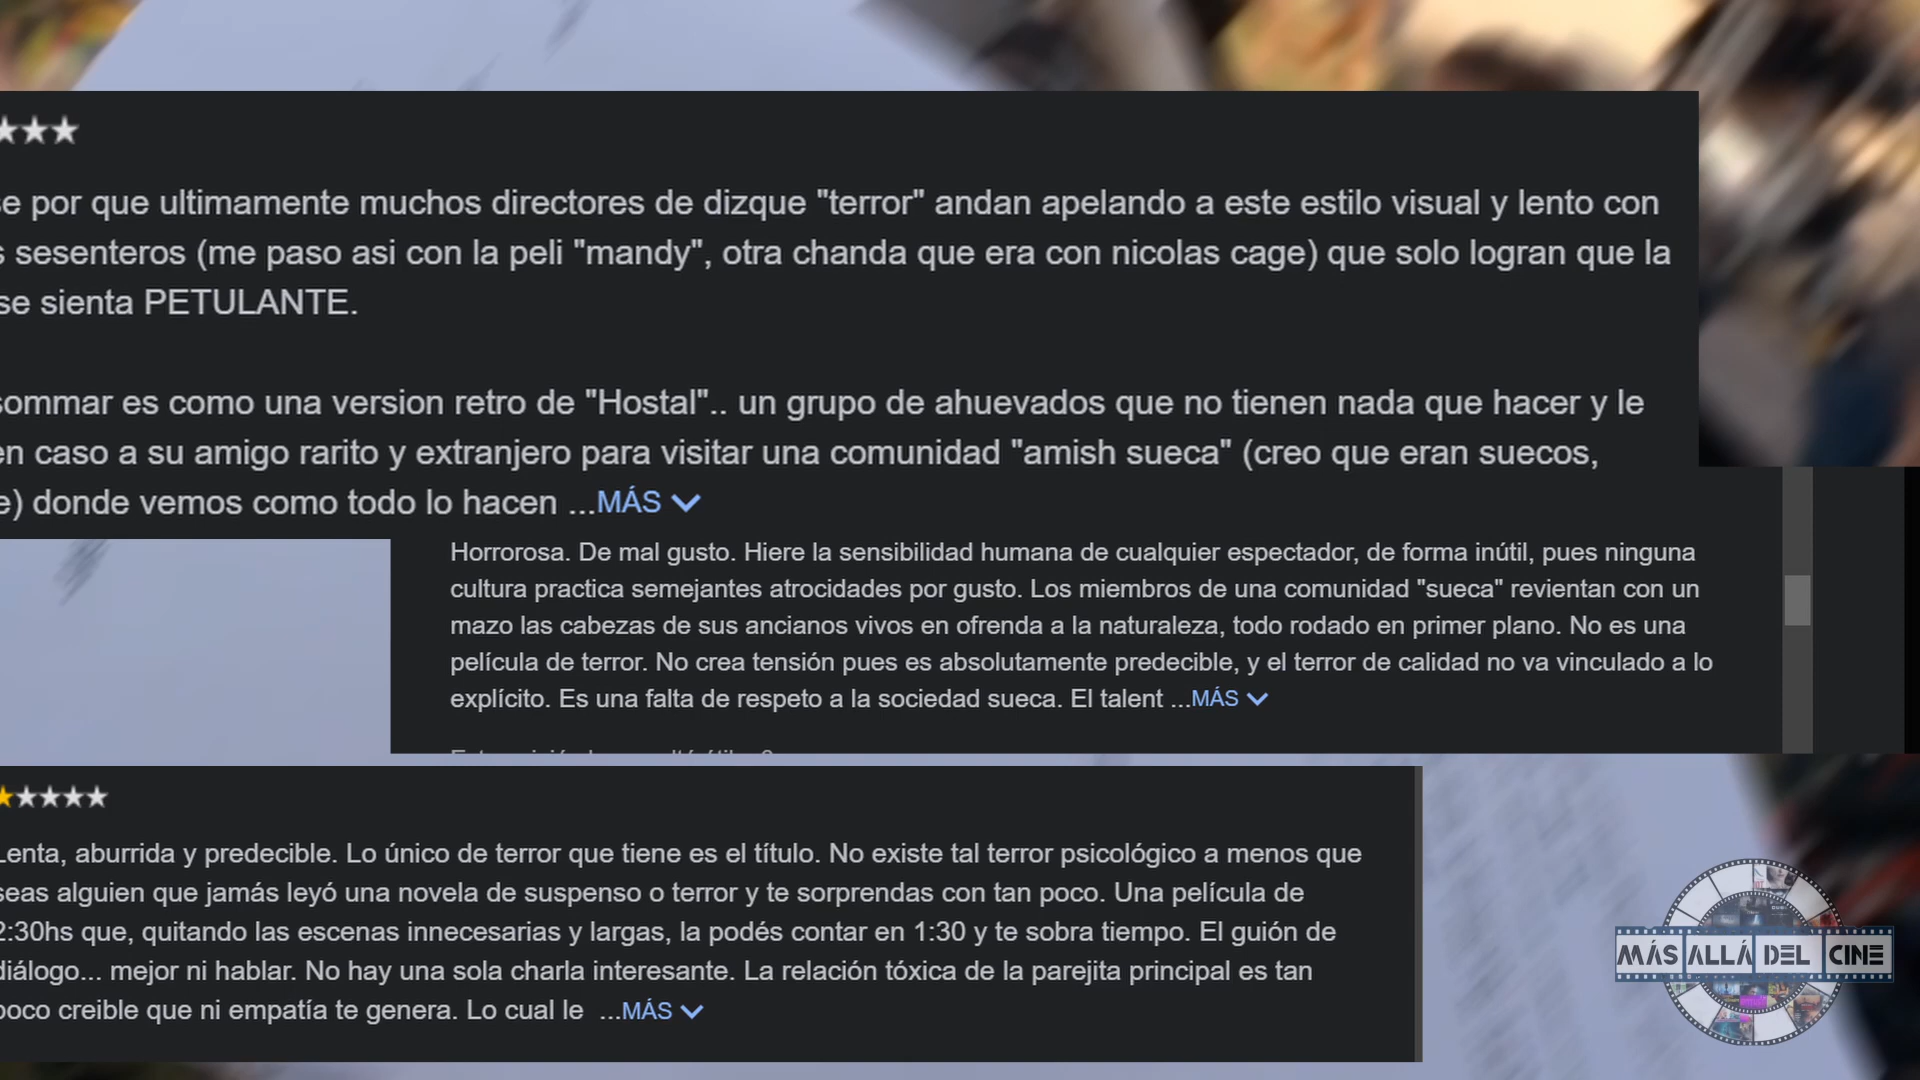 se por que ultimamente muchos directores de dizque "terror" andan apelando a este estilo visual y lento con
s sesenteros (me paso asi con la peli "mandy", otra chanda que era con nicolas cage) que solo logran que la
se sienta PETULANTE.
sommar es como una version retro de "Hostal".. un grupo de ahuevados que no tienen nada que hacer y le
en caso a su amigo rarito y extranjero para visitar una comunidad "amish sueca" (creo que eran suecos,
e) donde vemos como todo lo hacen ...MÁS
Horrorosa. De mal gusto. Hiere la sensibilidad humana de cualquier espectador, de forma inútil, pues ninguna
cultura practica semejantes atrocidades por gusto. Los miembros de una comunidad "sueca" revientan con un
mazo las cabezas de sus ancianos vivos en ofrenda a la naturaleza, todo rodado en primer plano. No es una
película de terror. No crea tensión pues es absolutamente predecible, y el terror de calidad no va vinculado a lo
explícito. Es una falta de respeto a la sociedad sueca. El talent ...MÁS
Lenta, aburrida y predecible. Lo único de terror que tiene es el título. No existe tal terror psicológico a menos que
seas alguien que jamás leyó una novela de suspenso o terror y te sorprendas con tan poco. Una película de
2:30hs que, quitando las escenas innecesarias y largas, la podés contar en 1:30 y te sobra tiempo. El guión de
diálogo... mejor ni hablar. No hay una sola charla interesante. La relación tóxica de la parejita principal es tan
poco creible que ni empatía te genera. Lo cual le ...MÁS
MÁS ALLÁ DEL CINE